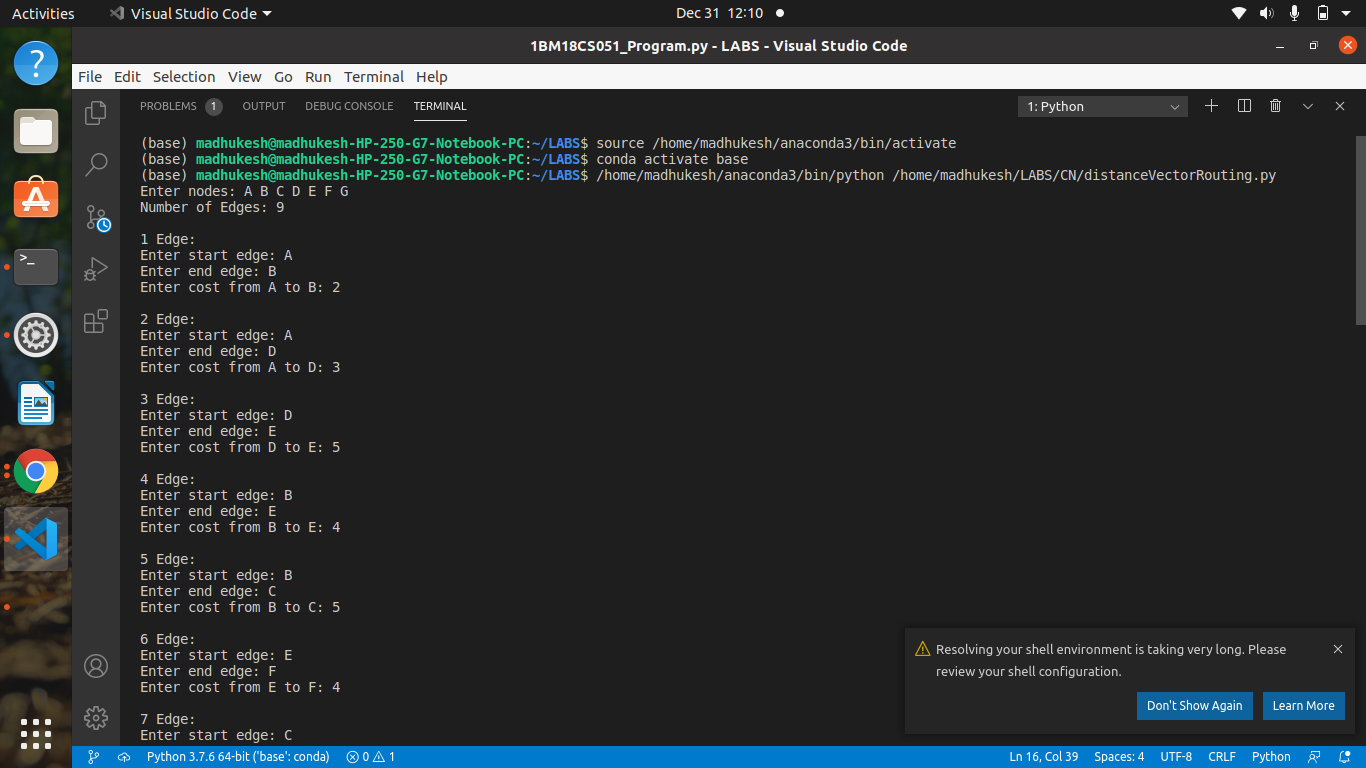 Activities Visual Studio Code Dec 31 12:10
1BM18CS051_Program.py - LABS - Visual Studio Code
File Edit Selection View Go Run Terminal Help
PROBLEMS 1 OUTPUT DEBUG CONSOLE TERMINAL 1: Python
(base) madhukesh@madhukesh-HP-250-G7-Notebook-PC:~/LABS$ source /home/madhukesh/anaconda3/bin/activate
(base) madhukesh@madhukesh-HP-250-G7-Notebook-PC:~/LABS$ conda activate base
(base) madhukesh@madhukesh-HP-250-G7-Notebook-PC:~/LABS$ /home/madhukesh/anaconda3/bin/python /home/madhukesh/LABS/CN/distanceVectorRouting.py
Enter nodes: A B C D E F G
Number of Edges: 9
1 Edge:
Enter start edge: A
Enter end edge: B
Enter cost from A to B: 2
2 Edge:
Enter start edge: A
Enter end edge: D
Enter cost from A to D: 3
3 Edge:
Enter start edge: D
Enter end edge: E
Enter cost from D to E: 5
4 Edge:
Enter start edge: B
Enter end edge: E
Enter cost from B to E: 4
5 Edge:
Enter start edge: B
Enter end edge: C
Enter cost from B to C: 5
6 Edge:
Enter start edge: E
Enter end edge: F
Enter cost from E to F: 4
7 Edge:
Enter start edge: C
Resolving your shell environment is taking very long. Please
review your shell configuration.
Don't Show Again Learn More
Python 3.7.6 64-bit ('base': conda) 0 1 Ln 16, Col 39 Spaces: 4 UTF-8 CRLF Python